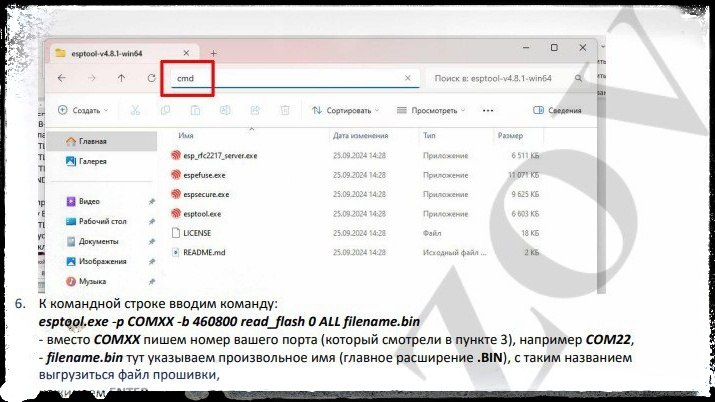 esptool-v4.8.1-win64
cmd
Поиск в: esptool-v4.8.1-win64
Создать
Сортировать
Просмотреть
Сведения
Имя
Дата изменения
Тип
Размер
Главная
Галерея
Видео
Рабочий стол
Документы
Изображения
Музыка
esp_rfc2217_server.exe 25.09.2024 14:28 Приложение 6 511 КБ
espefuse.exe 25.09.2024 14:28 Приложение 11 071 КБ
espsecure.exe 25.09.2024 14:28 Приложение 9 625 КБ
esptool.exe 25.09.2024 14:28 Приложение 6 603 КБ
LICENSE 25.09.2024 14:28 Файл 18 КБ
README.md 25.09.2024 14:28 Исходный файл ... 2 КБ
6. К командной строке вводим команду:
esptool.exe -p COMXX -b 460800 read_flash 0 ALL filename.bin
- вместо COMXX пишем номер вашего порта (который смотрели в пункте 3), например COM22,
- filename.bin тут указываем произвольное имя (главное расширение .BIN), с таким названием
выгрузиться файл прошивки,
ZOV